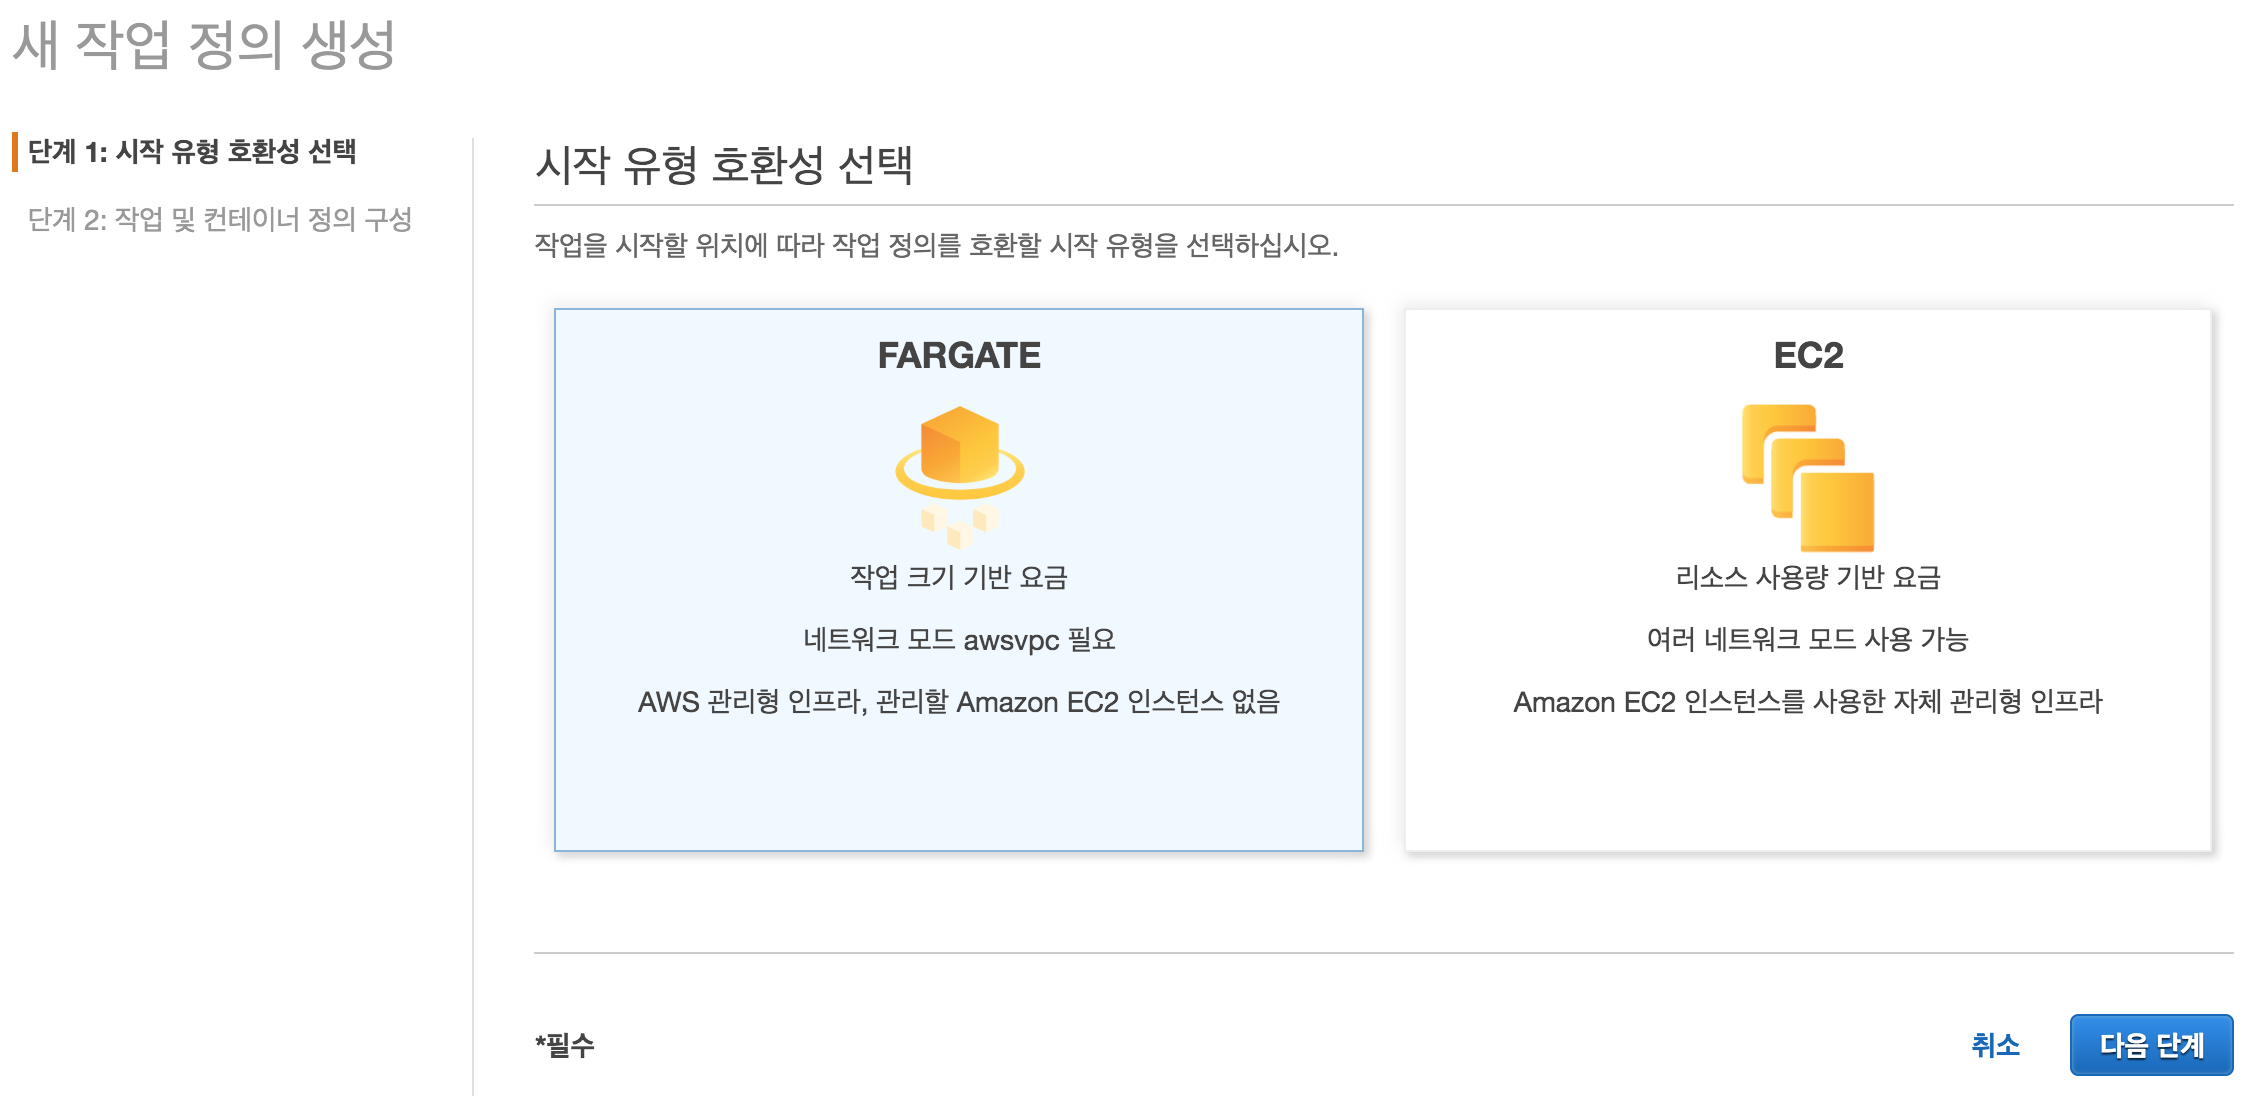 새 작업 정의 생성
단계 1: 시작 유형 호환성 선택
단계 2: 작업 및 컨테이너 정의 구성
시작 유형 호환성 선택
작업을 시작할 위치에 따라 작업 정의를 호환할 시작 유형을 선택하십시오.
FARGATE
작업 크기 기반 요금
네트워크 모드 awsvpc 필요
AWS 관리형 인프라, 관리할 Amazon EC2 인스턴스 없음
EC2
리소스 사용량 기반 요금
여러 네트워크 모드 사용 가능
Amazon EC2 인스턴스를 사용한 자체 관리형 인프라
*필수
취소
다음 단계